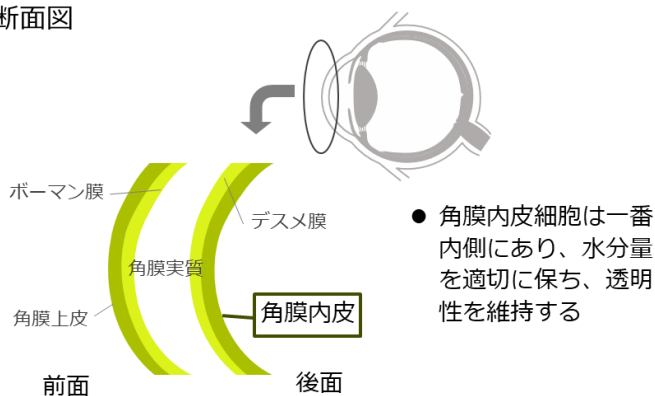 断面図
ボーマン膜
デスメ膜
角膜実質
角膜上皮
角膜内皮
前面
後面
● 角膜内皮細胞は一番
内側にあり、水分量
を適切に保ち、透明
性を維持する